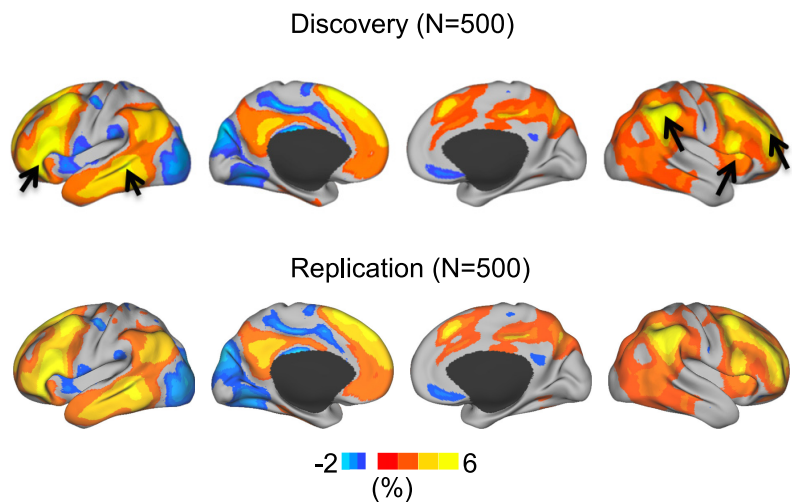 Discovery (N=500)
Replication (N=500)
-2 6
(%)